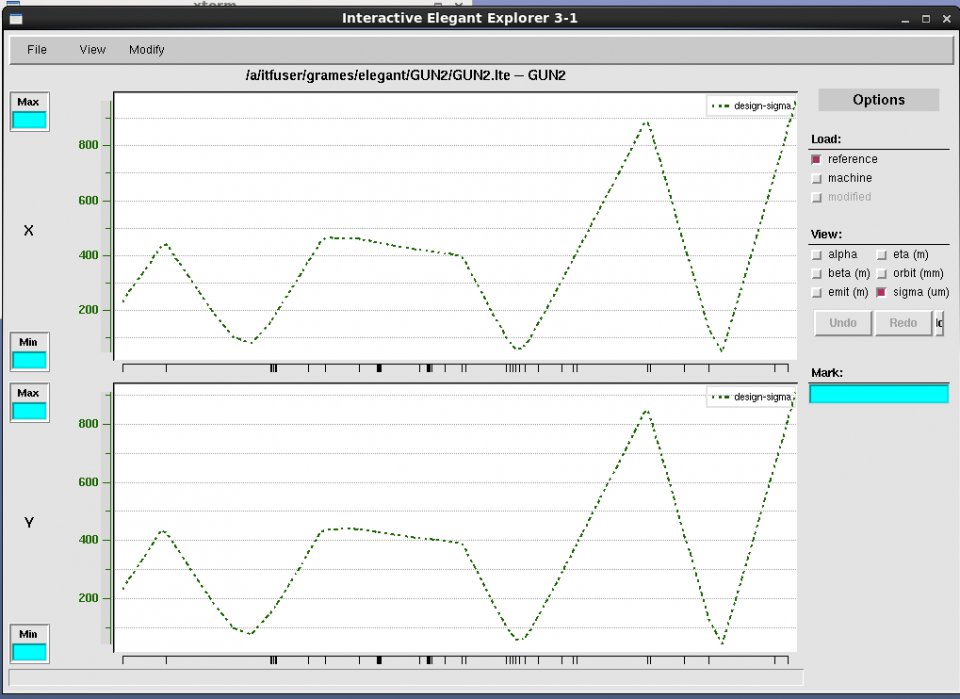 xterm
Interactive Elegant Explorer 3-1
File View Modify
/a/itfuser/grames/elegant/GUN2/GUN2.lte — GUN2
Max
X
Min
800
600
400
200
design-sigma
Max
Y
Min
800
600
400
200
design-sigma
Options
Load:
reference
machine
modified
View:
alpha eta (m)
beta (m) orbit (mm)
emit (m) sigma (um)
Undo Redo
Mark: